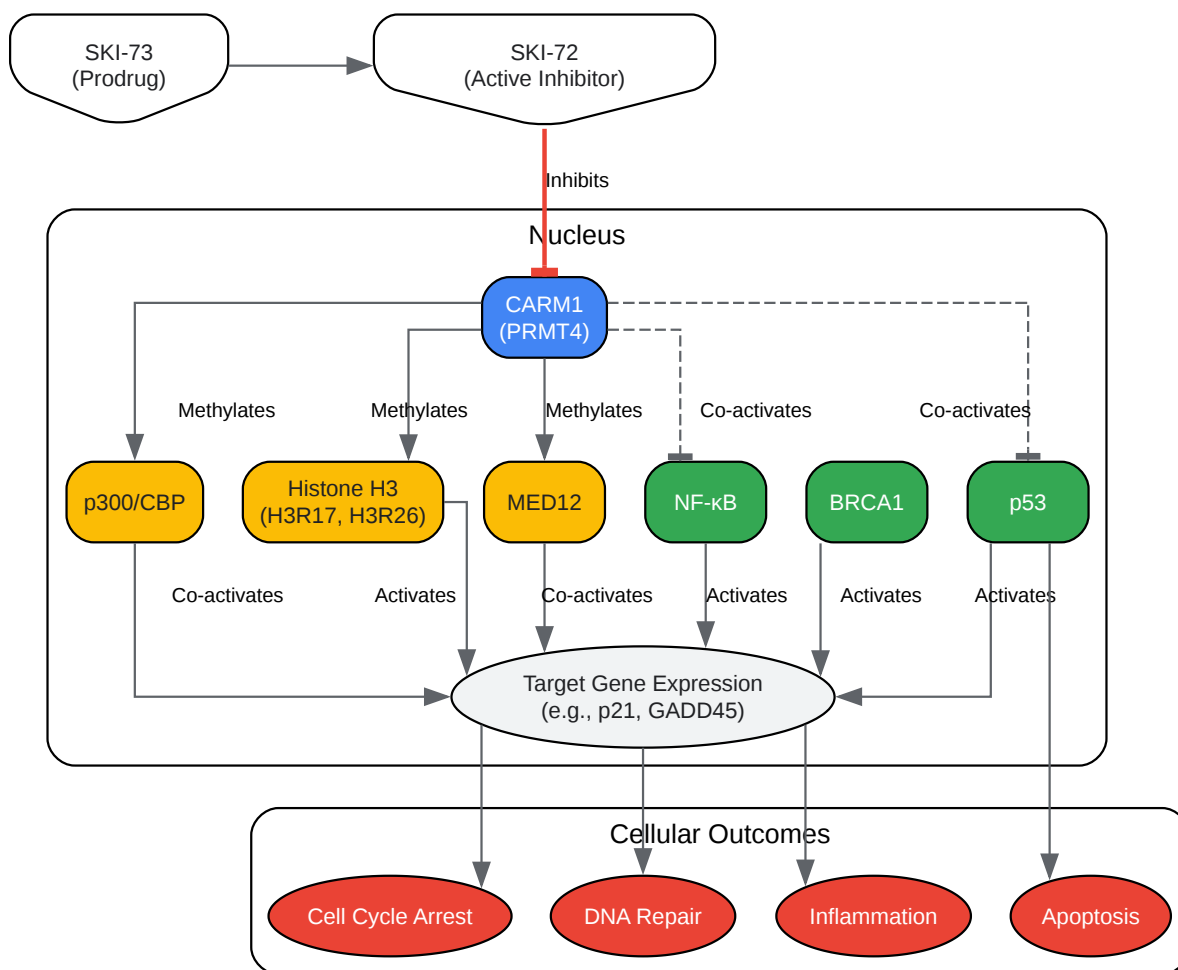 SKI-73
(Prodrug)
SKI-72
(Active Inhibitor)
Inhibits
Nucleus
CARM1
(PRMT4)
Methylates
Methylates
Methylates
Co-activates
Co-activates
p300/CBP
Histone H3
(H3R17, H3R26)
MED12
NF-κB
BRCA1
p53
Co-activates
Activates
Co-activates
Activates
Activates
Activates
Target Gene Expression
(e.g., p21, GADD45)
Cellular Outcomes
Cell Cycle Arrest
DNA Repair
Inflammation
Apoptosis